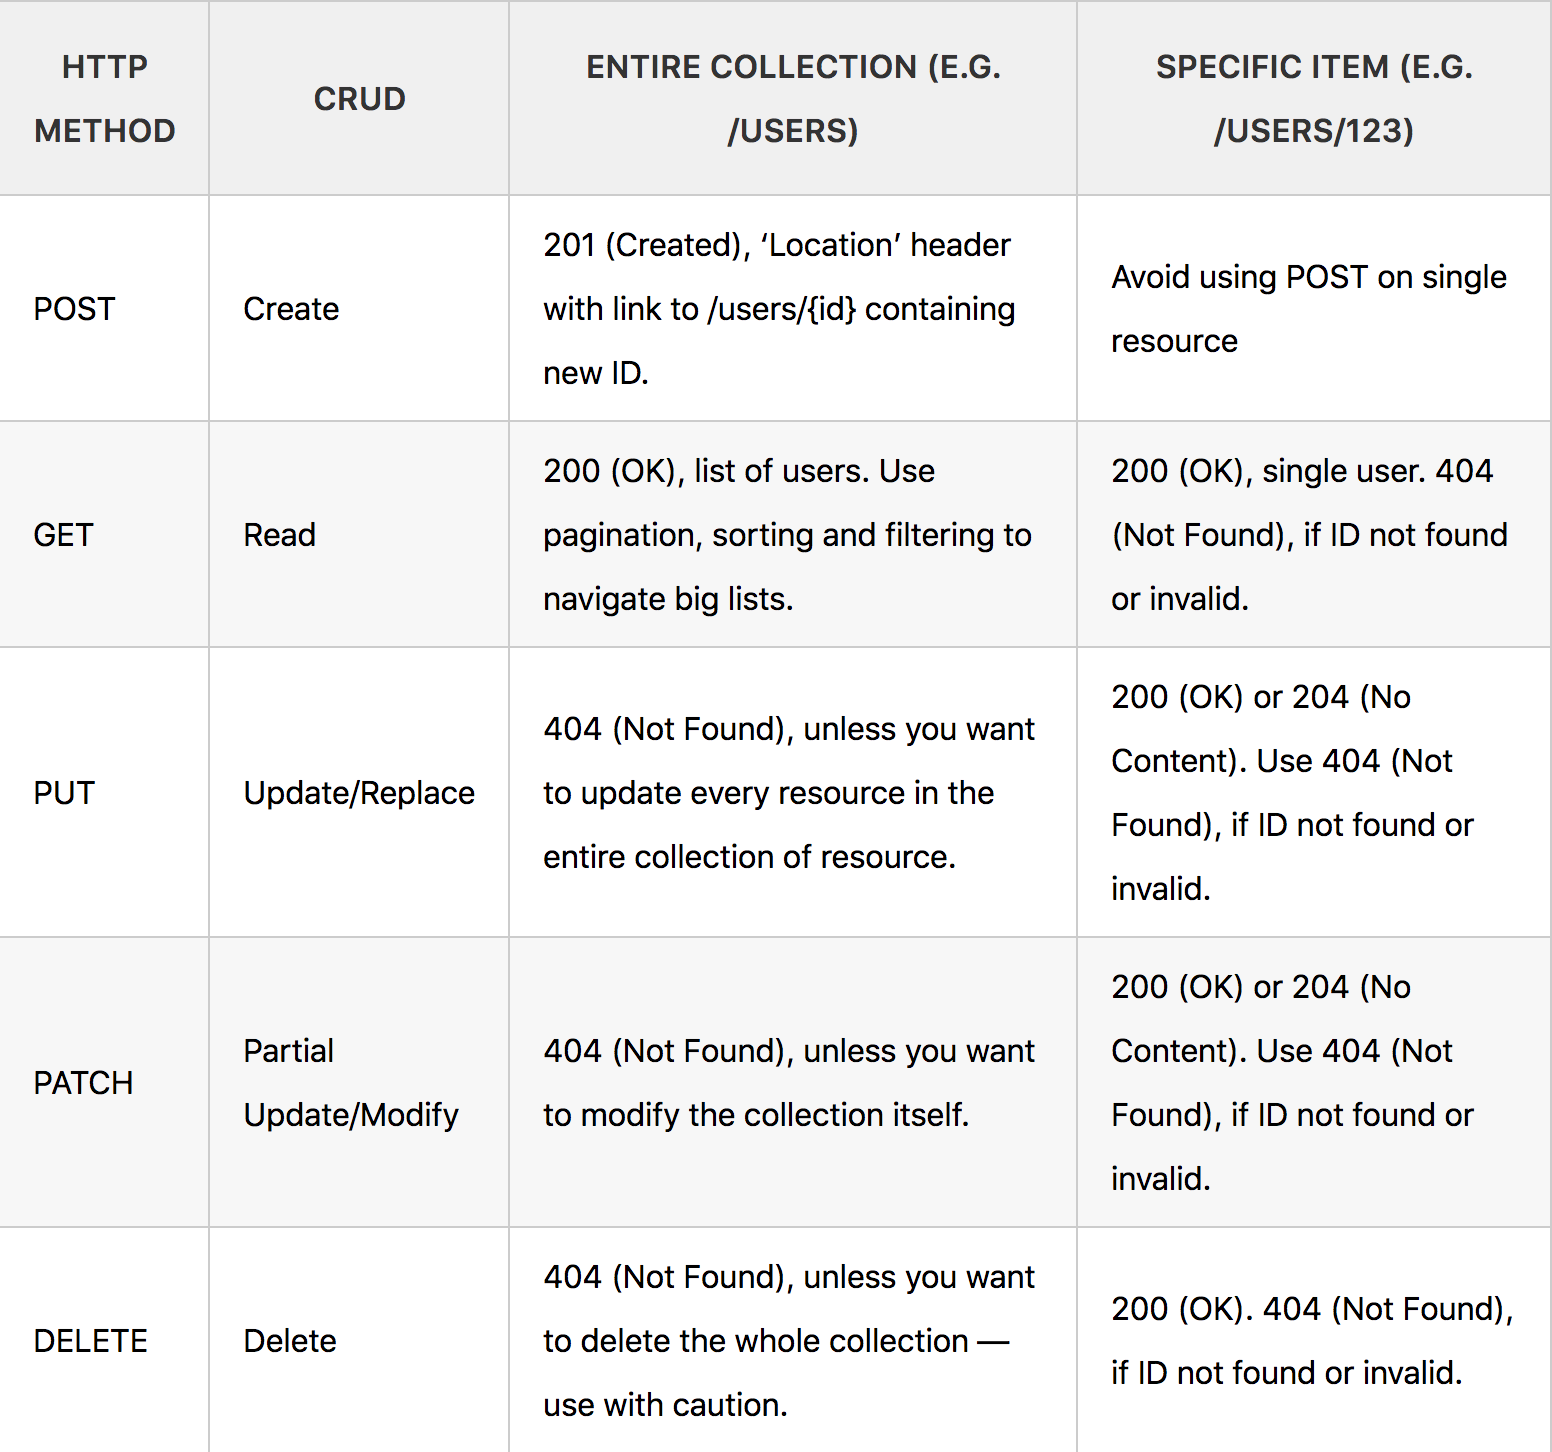 HTTP
METHOD
CRUD
ENTIRE COLLECTION (E.G.
/USERS)
SPECIFIC ITEM (E.G.
/USERS/123)
POST
Create
201 (Created), ‘Location’ header
with link to /users/{id} containing
new ID.
Avoid using POST on single
resource
GET
Read
200 (OK), list of users. Use
pagination, sorting and filtering to
navigate big lists.
200 (OK), single user. 404
(Not Found), if ID not found
or invalid.
PUT
Update/Replace
404 (Not Found), unless you want
to update every resource in the
entire collection of resource.
200 (OK) or 204 (No
Content). Use 404 (Not
Found), if ID not found or
invalid.
PATCH
Partial
Update/Modify
404 (Not Found), unless you want
to modify the collection itself.
200 (OK) or 204 (No
Content). Use 404 (Not
Found), if ID not found or
invalid.
DELETE
Delete
404 (Not Found), unless you want
to delete the whole collection —
use with caution.
200 (OK). 404 (Not Found),
if ID not found or invalid.